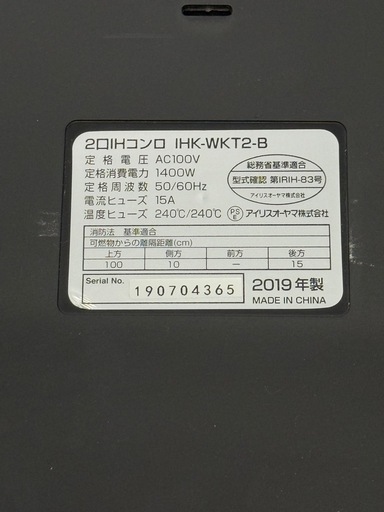 2口IHコンロ IHK-WKT2-B
定格電圧 AC100V
定格消費電力 1400W
定格周波数 50/60Hz
電流ヒューズ 15A
温度ヒューズ 240℃/240℃
総務省基準適合
型式確認 第IRIH-83号
アイリスオーヤマ株式会社
PS E アイリスオーヤマ株式会社
消防法 基準適合
可燃物からの離隔距離(cm)
上方 側方 前方 後方
100 10 — 15
Serial No. 190704365
2019年製
MADE IN CHINA